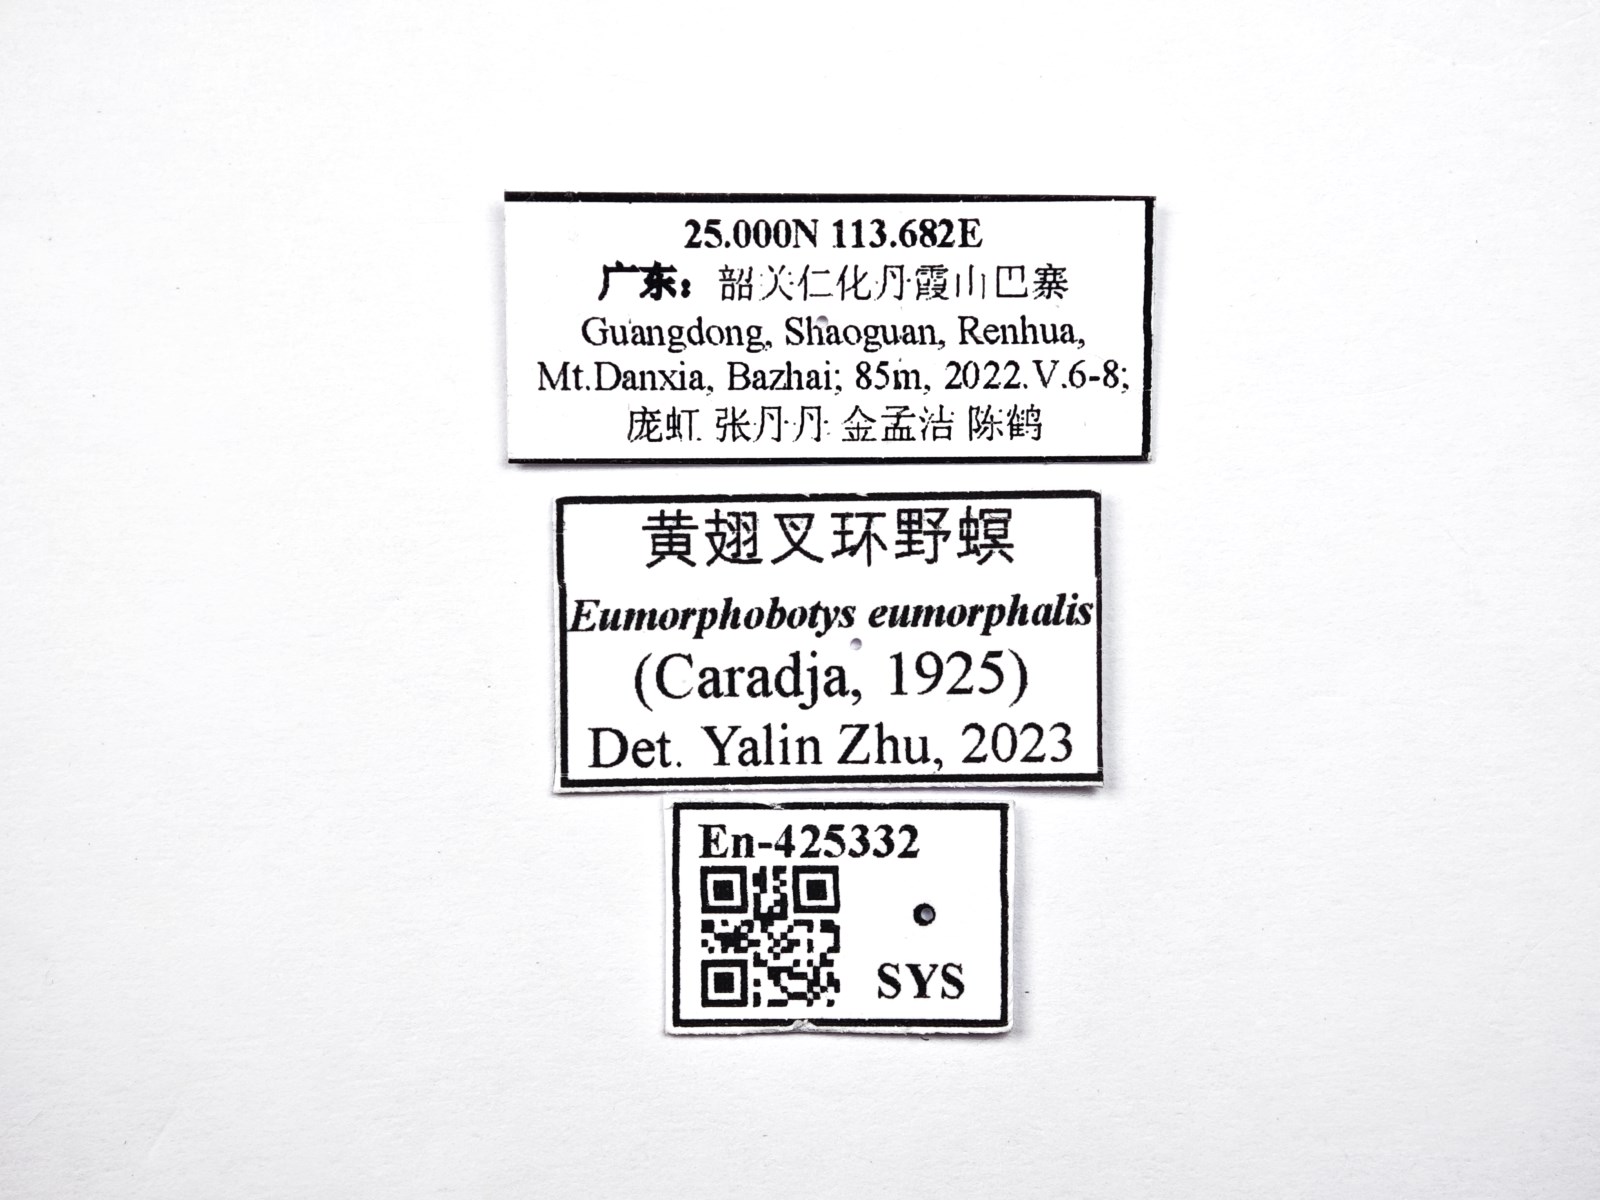 25.000N 113.682E
广东：韶关仁化丹霞山巴寨
Guangdong, Shaoguan, Renhua,
Mt.Danxia, Bazhai; 85m, 2022.V.6-8;
庞虹 张丹丹 金孟洁 陈鹤
黄翅叉环野螟
Eumorphobotys eumorphalis
(Caradja, 1925)
Det. Yalin Zhu, 2023
En-425332
SYS